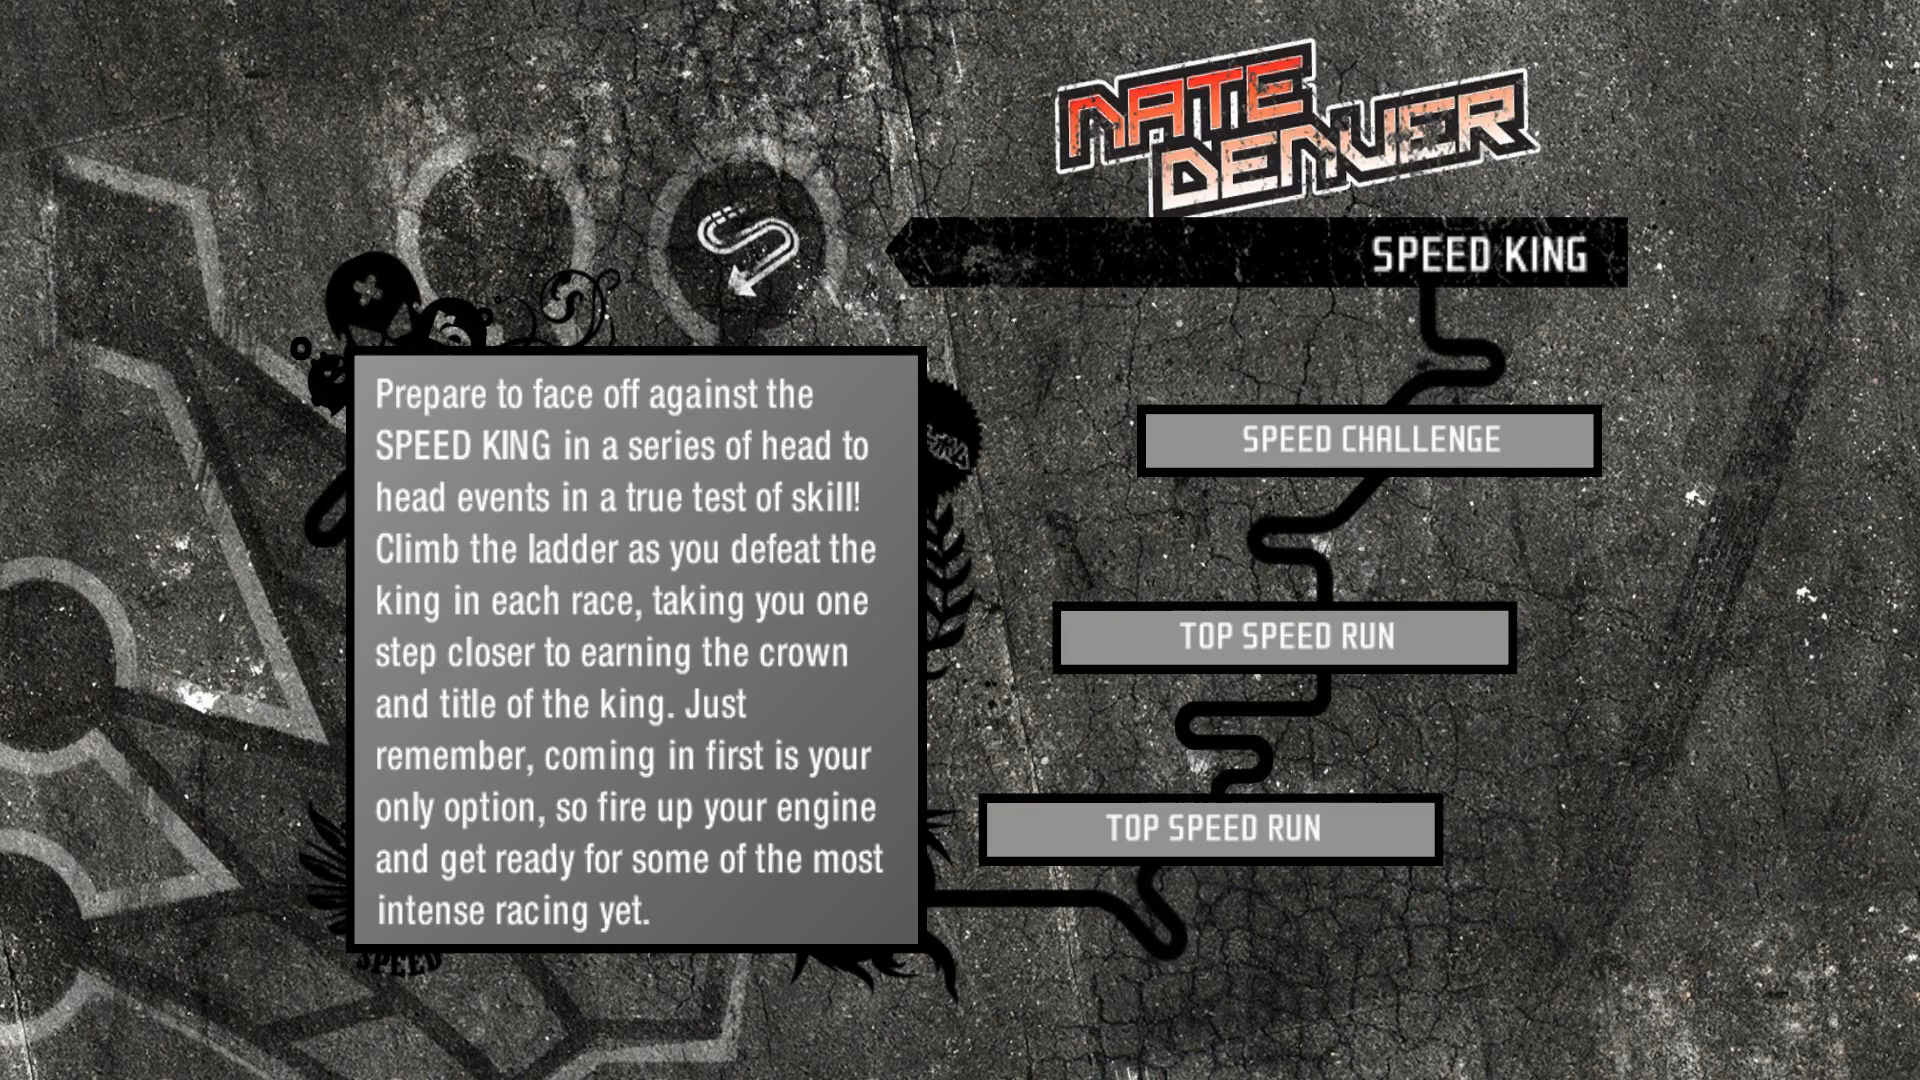 NATE
DENVER
SPEED KING
Prepare to face off against the
SPEED KING in a series of head to
head events in a true test of skill!
Climb the ladder as you defeat the
king in each race, taking you one
step closer to earning the crown
and title of the king. Just
remember, coming in first is your
only option, so fire up your engine
and get ready for some of the most
intense racing yet.
SPEED CHALLENGE
TOP SPEED RUN
TOP SPEED RUN
SPEED